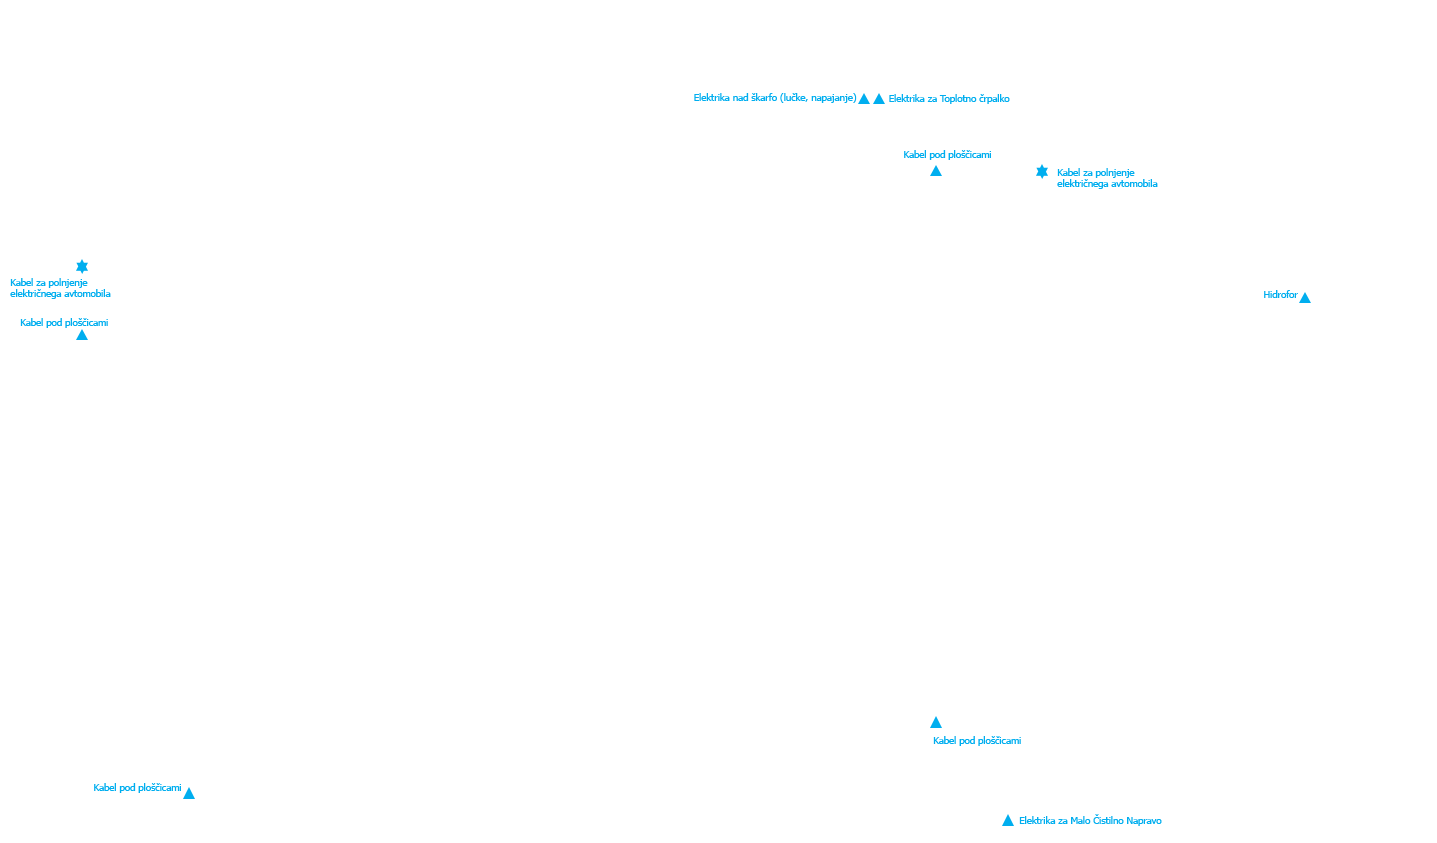 Elektrika nad škarfo (lučke, napajanje)
Elektrika za Toplotno črpalko
Kabel pod ploščicami
Kabel za polnjenje
električnega avtomobila
Kabel za polnjenje
električnega avtomobila
Hidrofor
Kabel pod ploščicami
Kabel pod ploščicami
Kabel pod ploščicami
Elektrika za Malo Čistilno Napravo